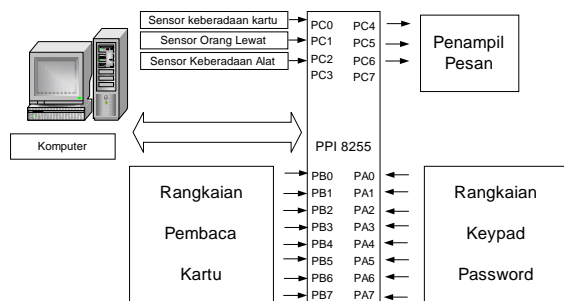 Sensor keberadaan kartu
Sensor Orang Lewat
Sensor Keberadaan Alat
PC0 PC4
PC1 PC5
PC2 PC6
PC3 PC7
Penampil
Pesan
Komputer
PPI 8255
Rangkaian
Pembaca
Kartu
PB0 PA0
PB1 PA1
PB2 PA2
PB3 PA3
PB4 PA4
PB5 PA5
PB6 PA6
PB7 PA7
Rangkaian
Keypad
Password